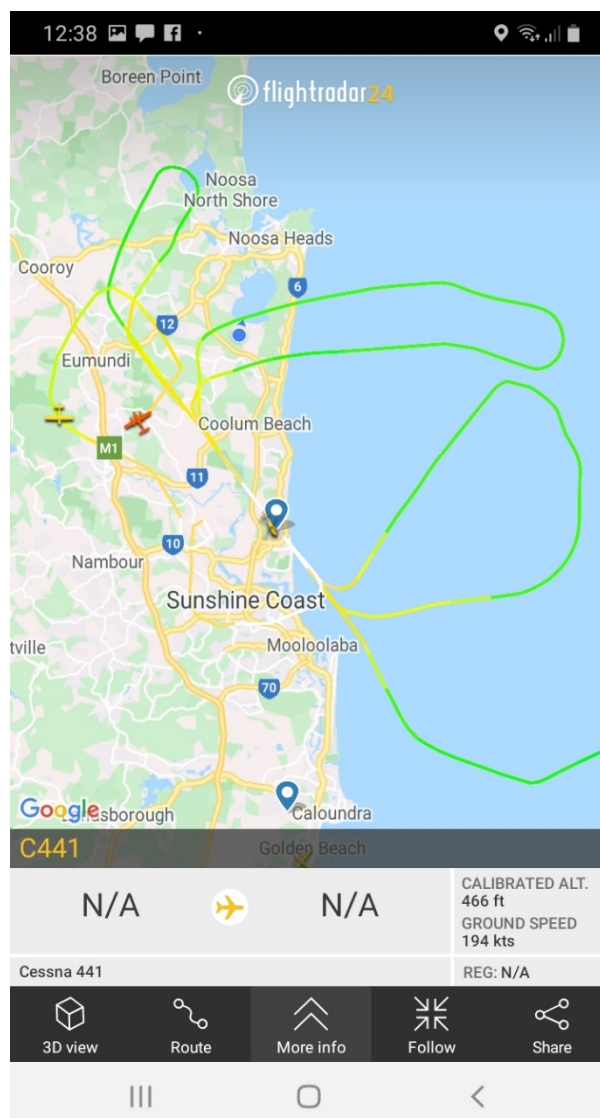 12:38
Boreen Point
flightradar24
Noosa
North Shore
Noosa Heads
Cooroy
6
12
Eumundi
Coolum Beach
M1
11
10
Nambour
Sunshine Coast
tville
Mooloolaba
70
Google
sborough
Caloundra
C441
Golden Beach
N/A
N/A
CALIBRATED ALT.
466 ft
GROUND SPEED
194 kts
Cessna 441
REG: N/A
3D view
Route
More info
Follow
Share